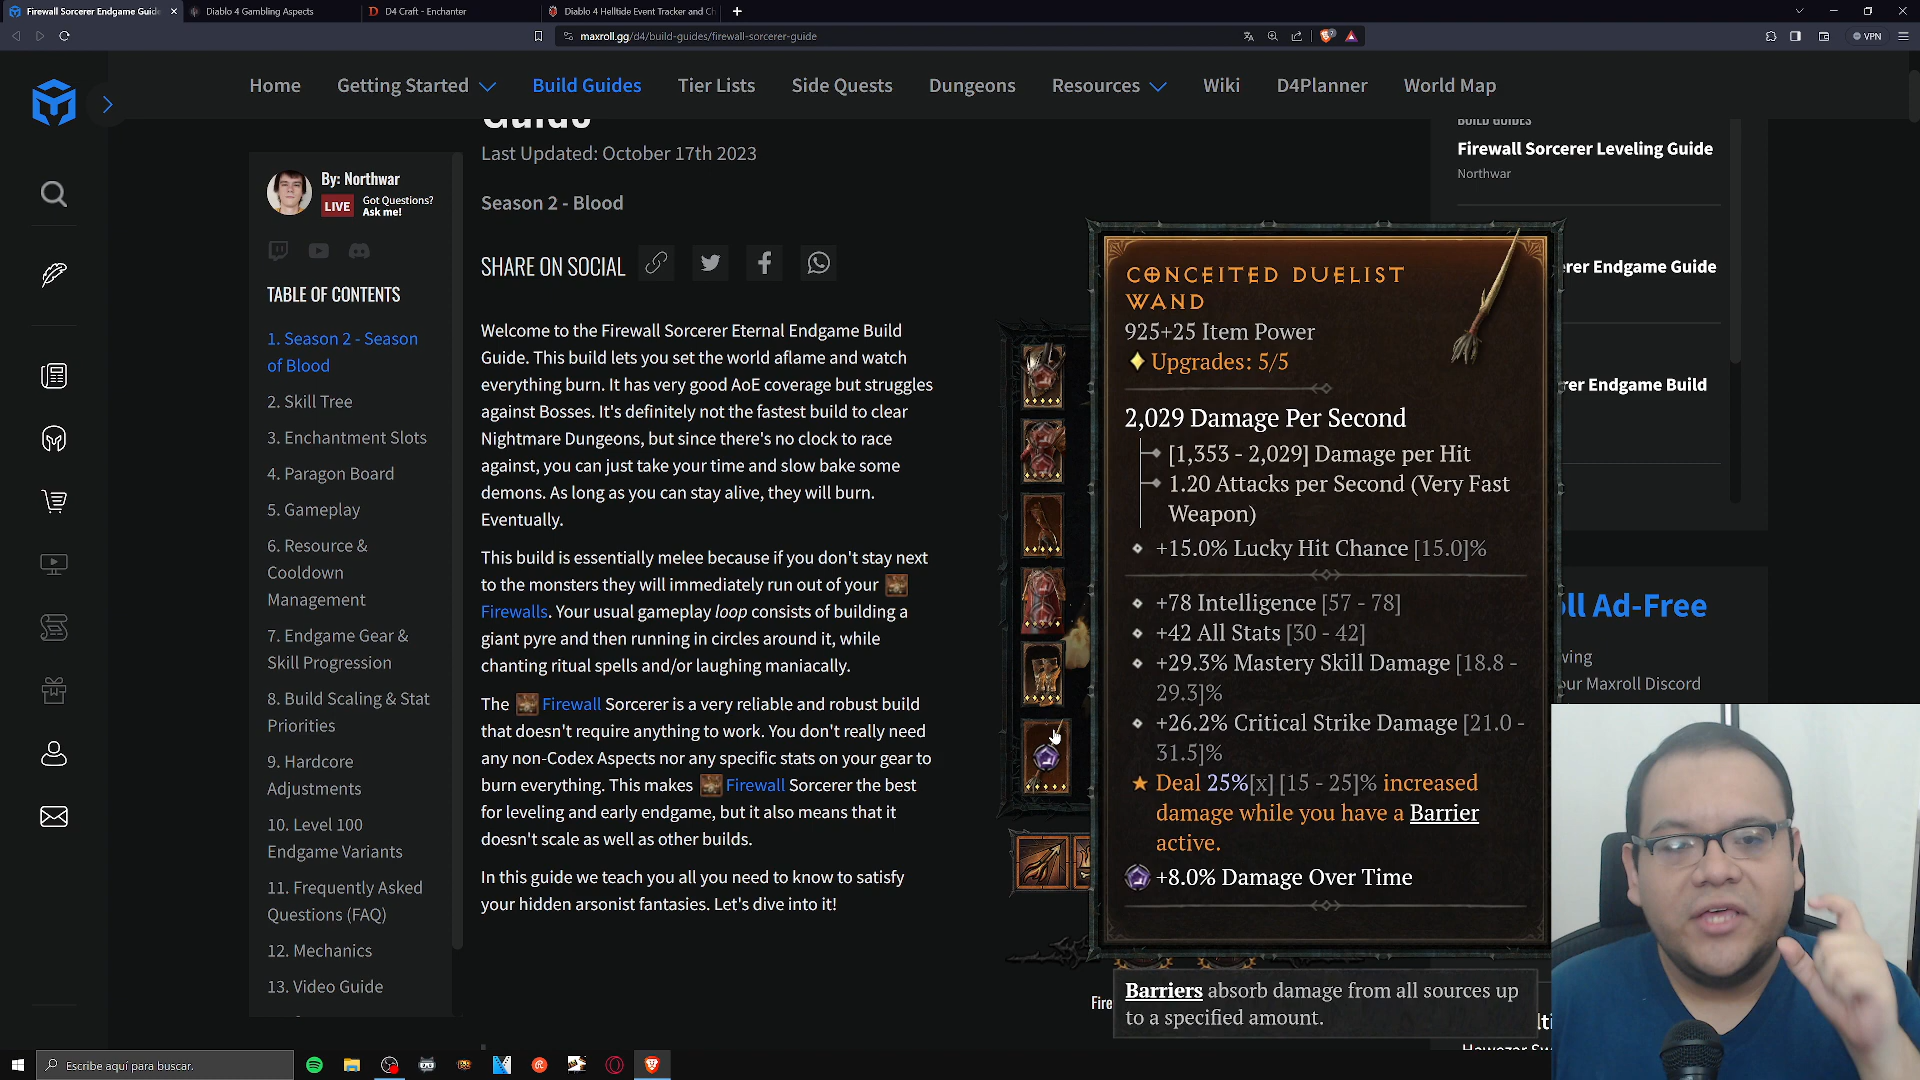 Firewall Sorcerer Endgame Guide
Diablo 4 Gambling Aspects
D4 Craft - Enchanter
Diablo 4 Helltide Event Tracker and Ch
maxroll.gg/d4/build-guides/firewall-sorcerer-guide
VPN
Home
Getting Started
Build Guides
Tier Lists
Side Quests
Dungeons
Resources
Wiki
D4Planner
World Map
By: Northwar
LIVE
Got Questions?
Ask me!
TABLE OF CONTENTS
1. Season 2 - Season
of Blood
2. Skill Tree
3. Enchantment Slots
4. Paragon Board
5. Gameplay
6. Resource &
Cooldown
Management
7. Endgame Gear &
Skill Progression
8. Build Scaling & Stat
Priorities
9. Hardcore
Adjustments
10. Level 100
Endgame Variants
11. Frequently Asked
Questions (FAQ)
12. Mechanics
13. Video Guide
Guide
Last Updated: October 17th 2023
Season 2 - Blood
SHARE ON SOCIAL
Welcome to the Firewall Sorcerer Eternal Endgame Build
Guide. This build lets you set the world aflame and watch
everything burn. It has very good AoE coverage but struggles
against Bosses. It's definitely not the fastest build to clear
Nightmare Dungeons, but since there's no clock to race
against, you can just take your time and slow bake some
demons. As long as you can stay alive, they will burn.
Eventually.
This build is essentially melee because if you don't stay next
to the monsters they will immediately run out of your
Firewalls. Your usual gameplay loop consists of building a
giant pyre and then running in circles around it, while
chanting ritual spells and/or laughing maniacally.
The Firewall Sorcerer is a very reliable and robust build
that doesn't require anything to work. You don't really need
any non-Codex Aspects nor any specific stats on your gear to
burn everything. This makes Firewall Sorcerer the best
for leveling and early endgame, but it also means that it
doesn't scale as well as other builds.
In this guide we teach you all you need to know to satisfy
your hidden arsonist fantasies. Let's dive into it!
CONCEITED DUELIST
WAND
925+25 Item Power
Upgrades: 5/5
2,029 Damage Per Second
[1,353 - 2,029] Damage per Hit
1.20 Attacks per Second (Very Fast
Weapon)
+15.0% Lucky Hit Chance [15.0]%
+78 Intelligence [57 - 78]
+42 All Stats [30 - 42]
+29.3% Mastery Skill Damage [18.8 -
29.3]%
+26.2% Critical Strike Damage [21.0 -
31.5]%
Deal 25%[x] [15 - 25]% increased
damage while you have a Barrier
active.
+8.0% Damage Over Time
Barriers absorb damage from all sources up
to a specified amount.
Fire
BUILD GUIDES
Firewall Sorcerer Leveling Guide
Northwar
rer Endgame Guide
rer Endgame Build
ll Ad-Free
ving
ur Maxroll Discord
Escribe aquí para buscar.